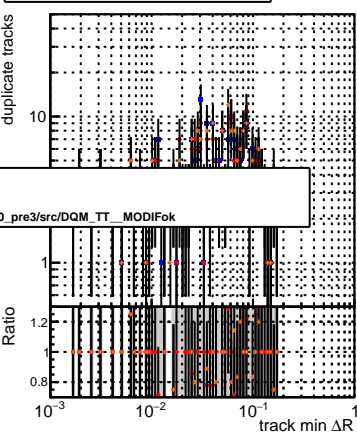 duplicate tracks
10
0_pre3/src/DQM_TT__MODIFok
1
Ratio
1.2
1
0.8
10⁻³ 10⁻² 10⁻¹ 1
track min ΔR